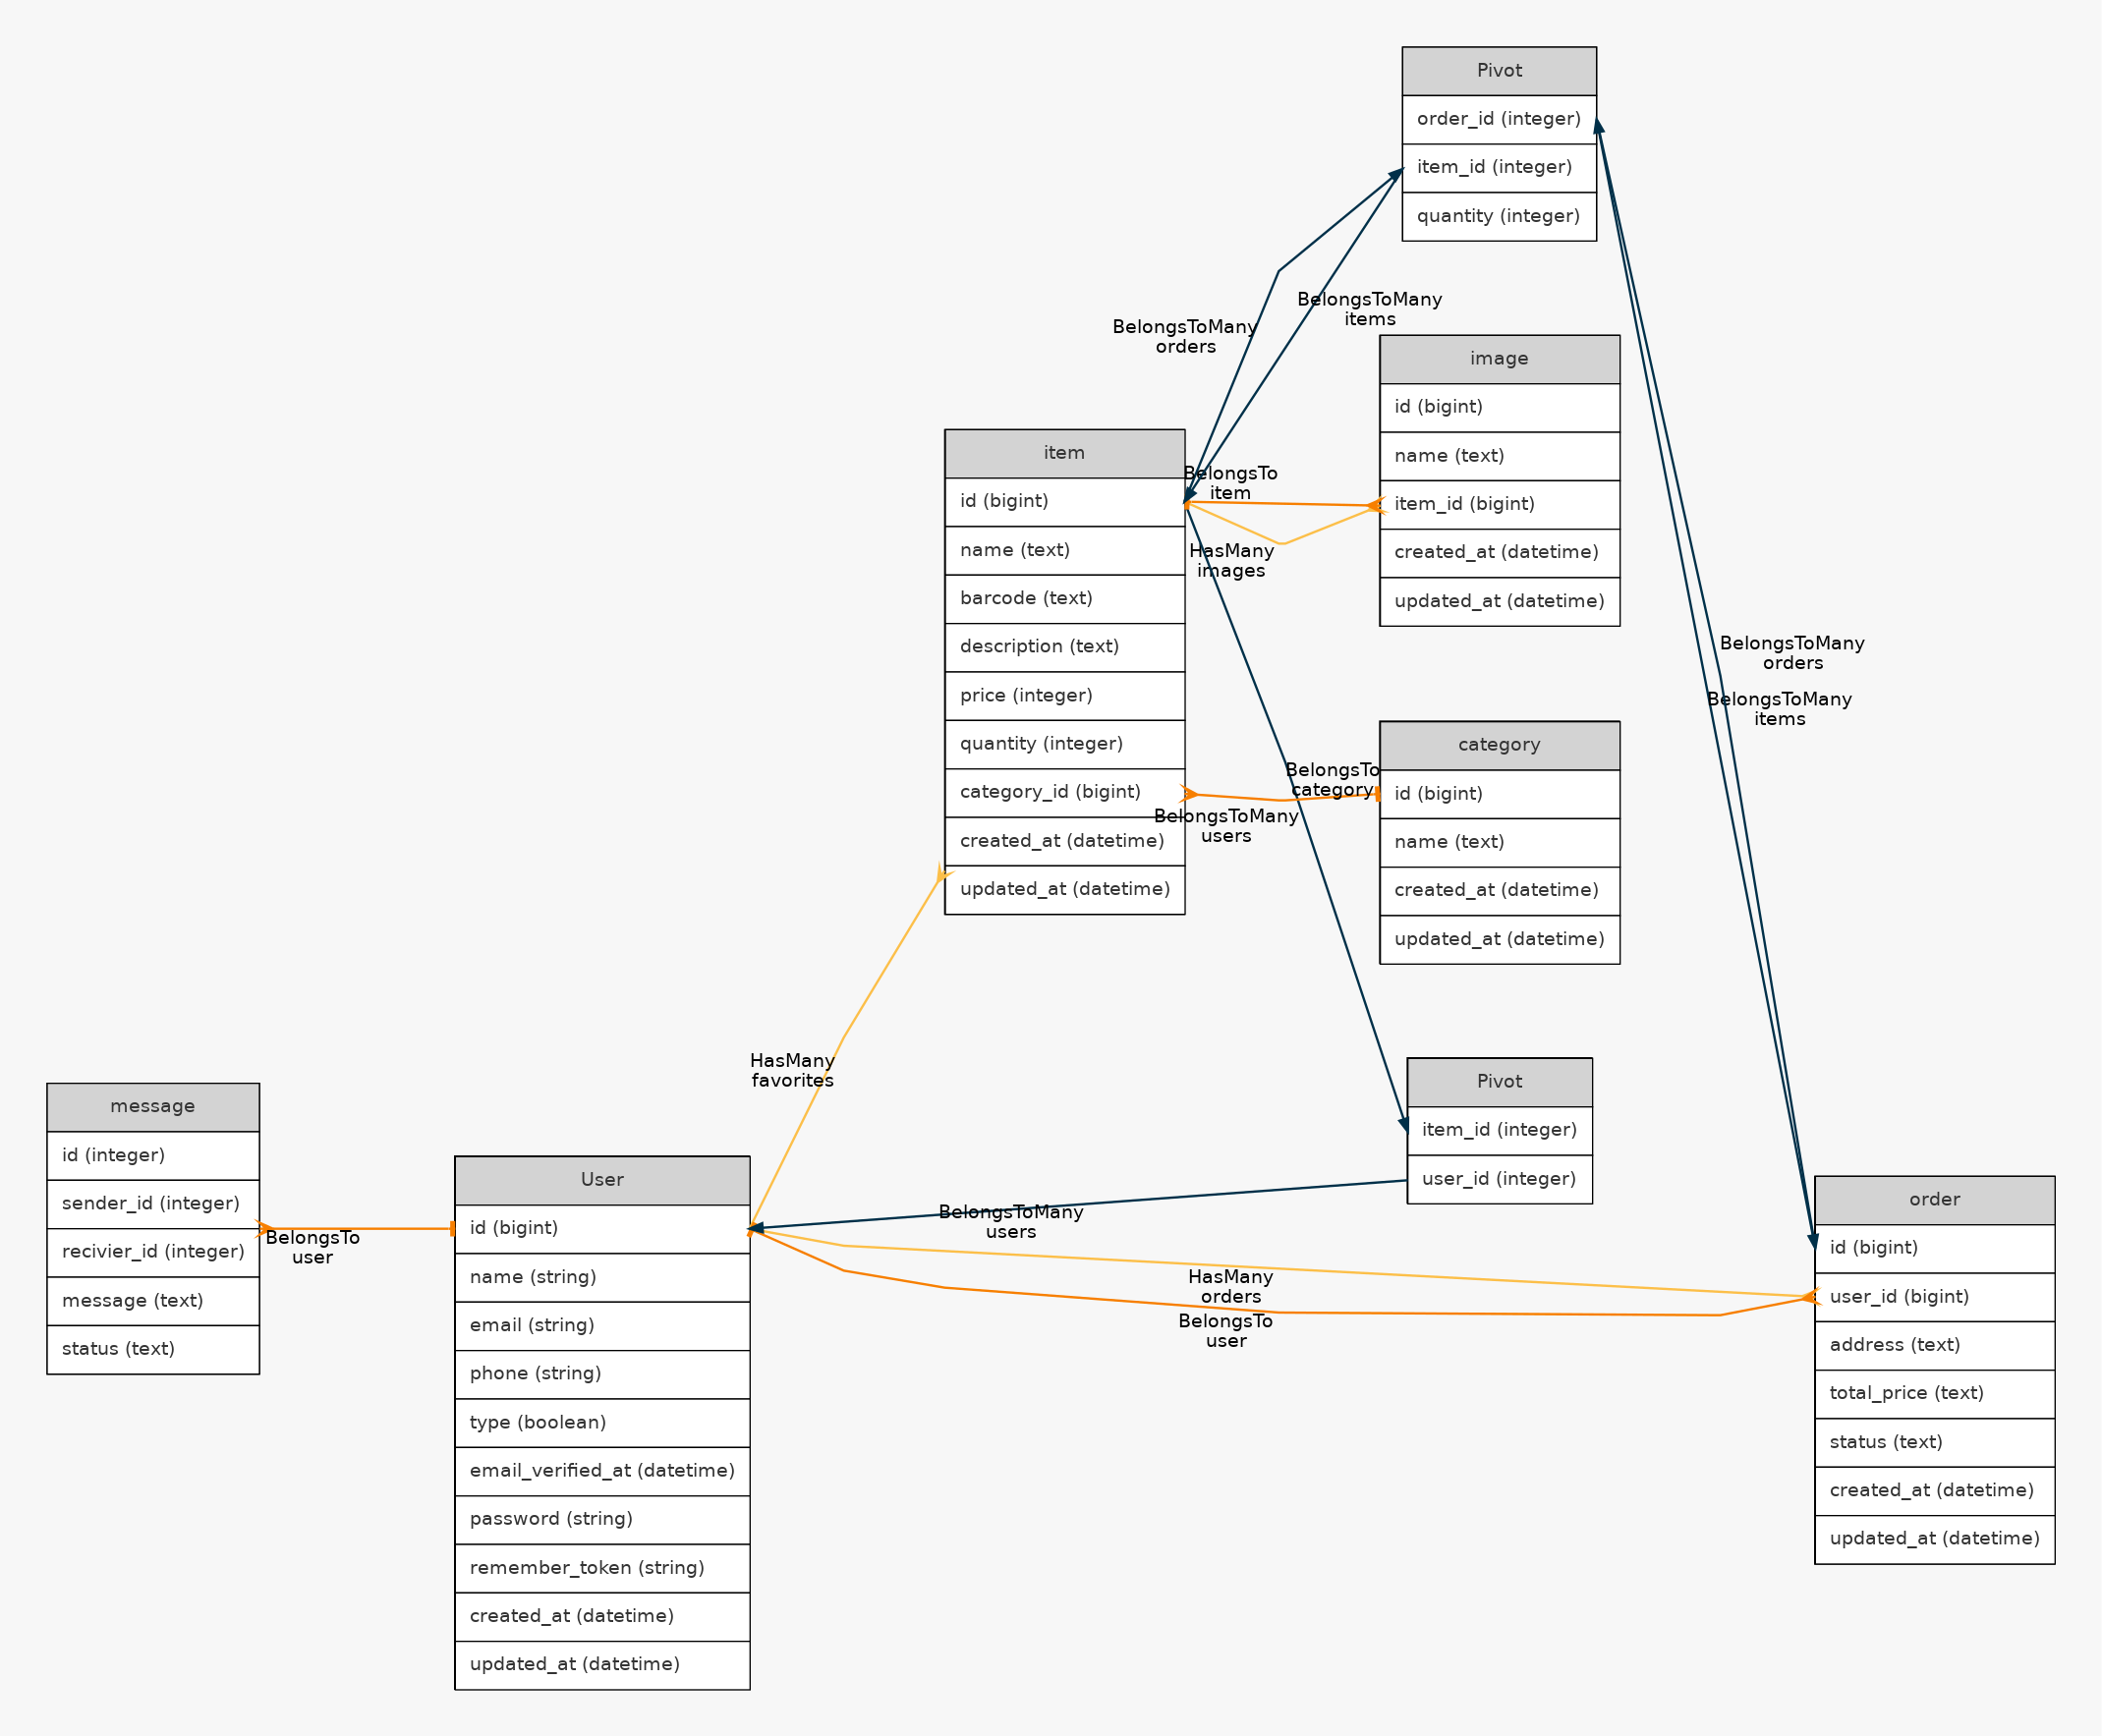 Pivot
order_id (integer)
item_id (integer)
quantity (integer)
BelongsToMany
orders
BelongsToMany
items
image
id (bigint)
name (text)
item_id (bigint)
created_at (datetime)
updated_at (datetime)
item
id (bigint)
name (text)
barcode (text)
description (text)
price (integer)
quantity (integer)
category_id (bigint)
created_at (datetime)
updated_at (datetime)
BelongsTo
item
HasMany
images
BelongsToMany
orders
BelongsToMany
items
category
id (bigint)
name (text)
created_at (datetime)
updated_at (datetime)
BelongsTo
category
BelongsToMany
users
HasMany
favorites
Pivot
item_id (integer)
user_id (integer)
message
id (integer)
sender_id (integer)
recivier_id (integer)
message (text)
status (text)
BelongsTo
user
User
id (bigint)
name (string)
email (string)
phone (string)
type (boolean)
email_verified_at (datetime)
password (string)
remember_token (string)
created_at (datetime)
updated_at (datetime)
BelongsToMany
users
HasMany
orders
BelongsTo
user
order
id (bigint)
user_id (bigint)
address (text)
total_price (text)
status (text)
created_at (datetime)
updated_at (datetime)